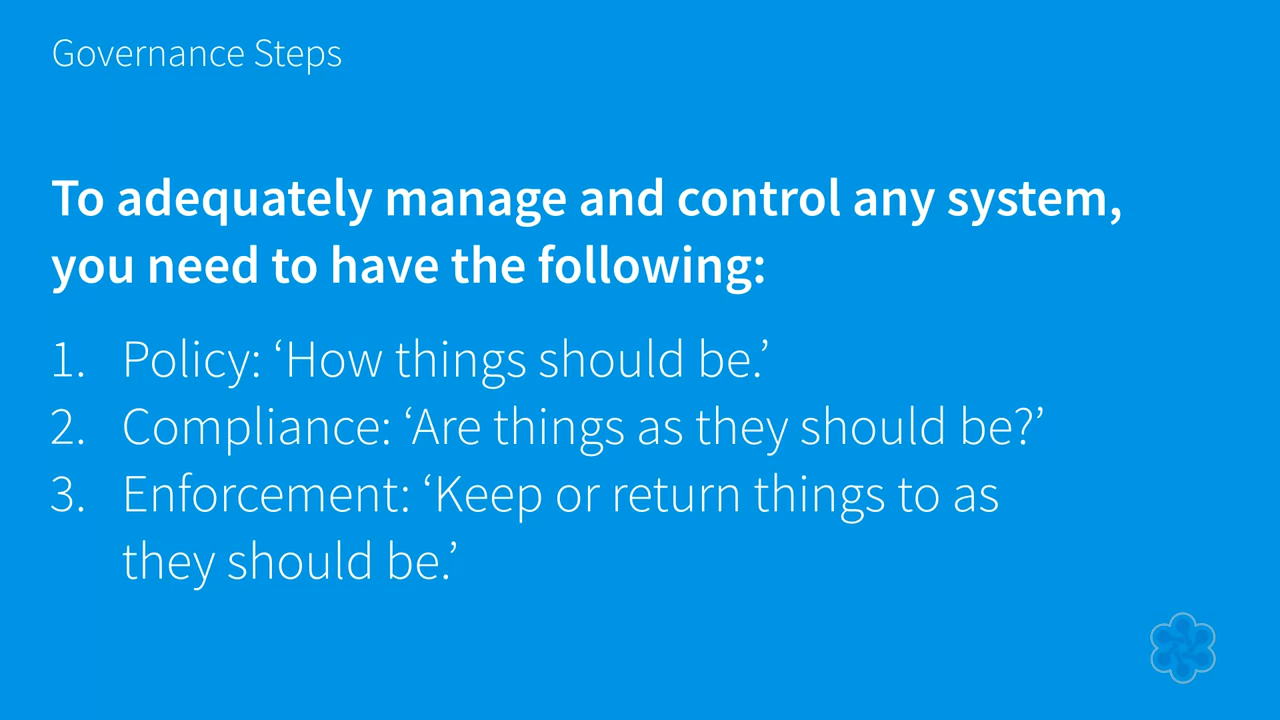 Governance Steps
To adequately manage and control any system,
you need to have the following:
1. Policy: ‘How things should be.’
2. Compliance: ‘Are things as they should be?’
3. Enforcement: ‘Keep or return things to as
they should be.’